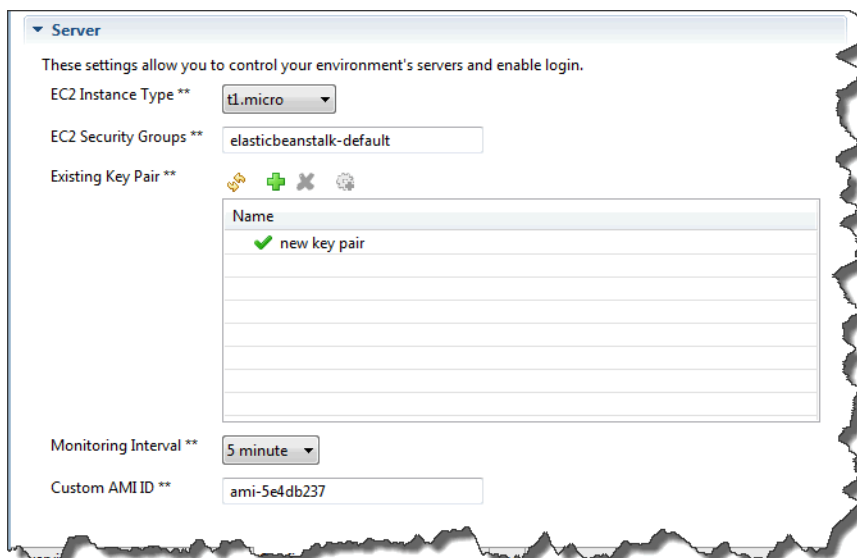 Server
These settings allow you to control your environment's servers and enable login.
EC2 Instance Type ** t1.micro
EC2 Security Groups ** elasticbeanstalk-default
Existing Key Pair **
Name
new key pair
Monitoring Interval ** 5 minute
Custom AMI ID ** ami-5e4db237